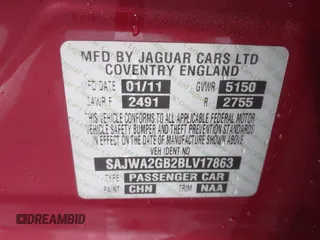 MFD BY JAGUAR CARS LTD
COVENTRY ENGLAND
FD DATE 01/11 GVWR 5150
GAWR F 2491 R 2755
THIS VEHICLE CONFORMS TO ALL APPLICABLE FEDERAL MOTOR
VEHICLE SAFETY BUMPER AND THEFT PREVENTION STANDARDS
IN EFFECT ON THE DATE OF MANUFACTURE SHOWN ABOVE
VEHICLE IDENT No SAJWA2GB2BLV17863
TYPE PASSENGER CAR
PAINT CHN TRIM NAA
DREAMBID